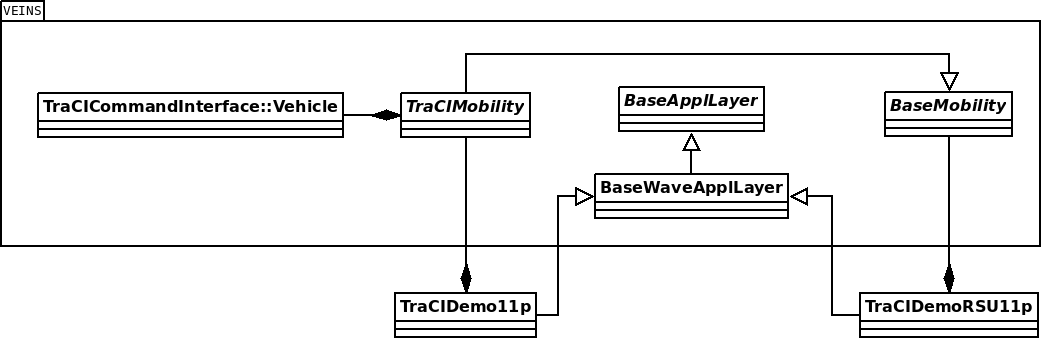 VEINS
TraCICommandInterface::Vehicle
TraCIMobility
BaseApplLayer
BaseMobility
BaseWaveApplLayer
TraCIDemo11p
TraCIDemoRSU11p